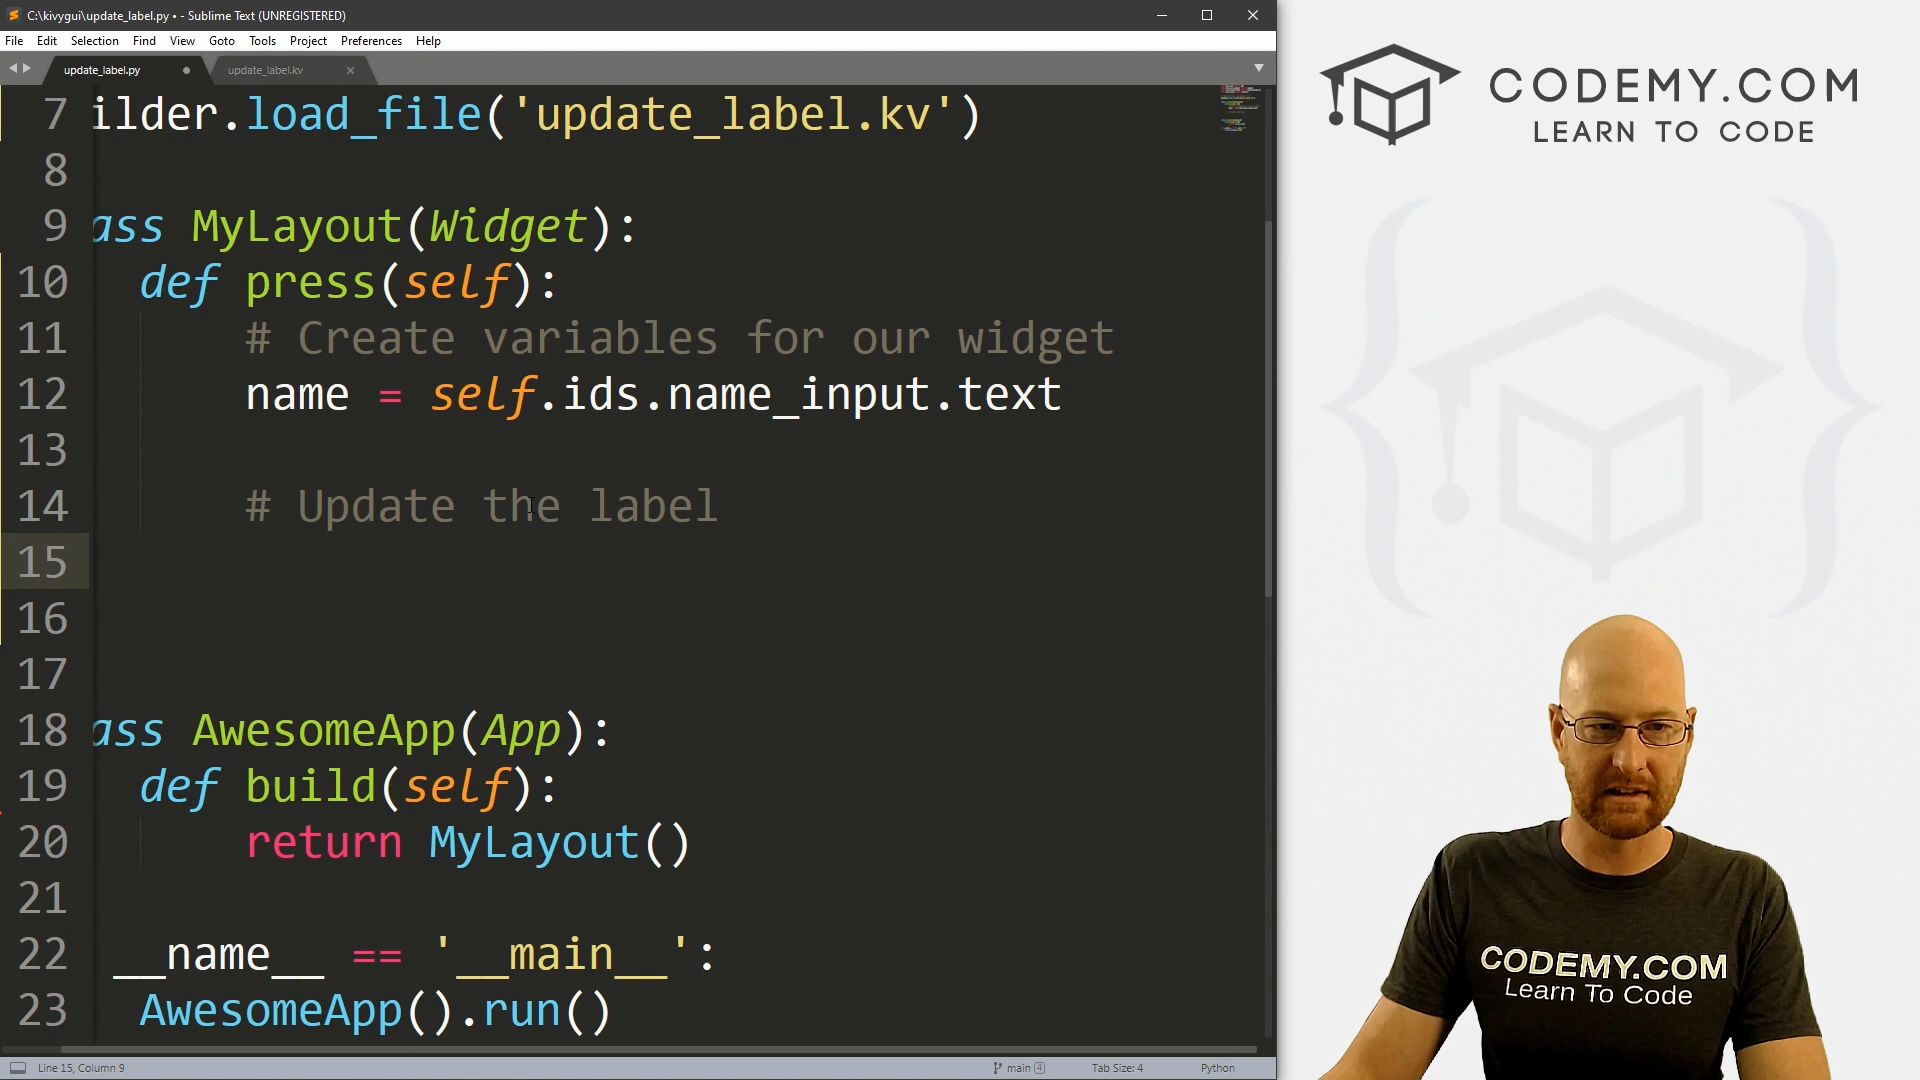 C:\kivygui\update_label.py • - Sublime Text (UNREGISTERED)
File Edit Selection Find View Goto Tools Project Preferences Help
update_label.py update_label.kv
7 ilder.load_file('update_label.kv')
8
9 ass MyLayout(Widget):
10 def press(self):
11 # Create variables for our widget
12 name = self.ids.name_input.text
13
14 # Update the label
15
16
17
18 ass AwesomeApp(App):
19 def build(self):
20 return MyLayout()
21
22 __name__ == '__main__':
23 AwesomeApp().run()
Line 15, Column 9 main 4 Tab Size: 4 Python
CODEMY.COM
LEARN TO CODE
CODEMY.COM
Learn To Code